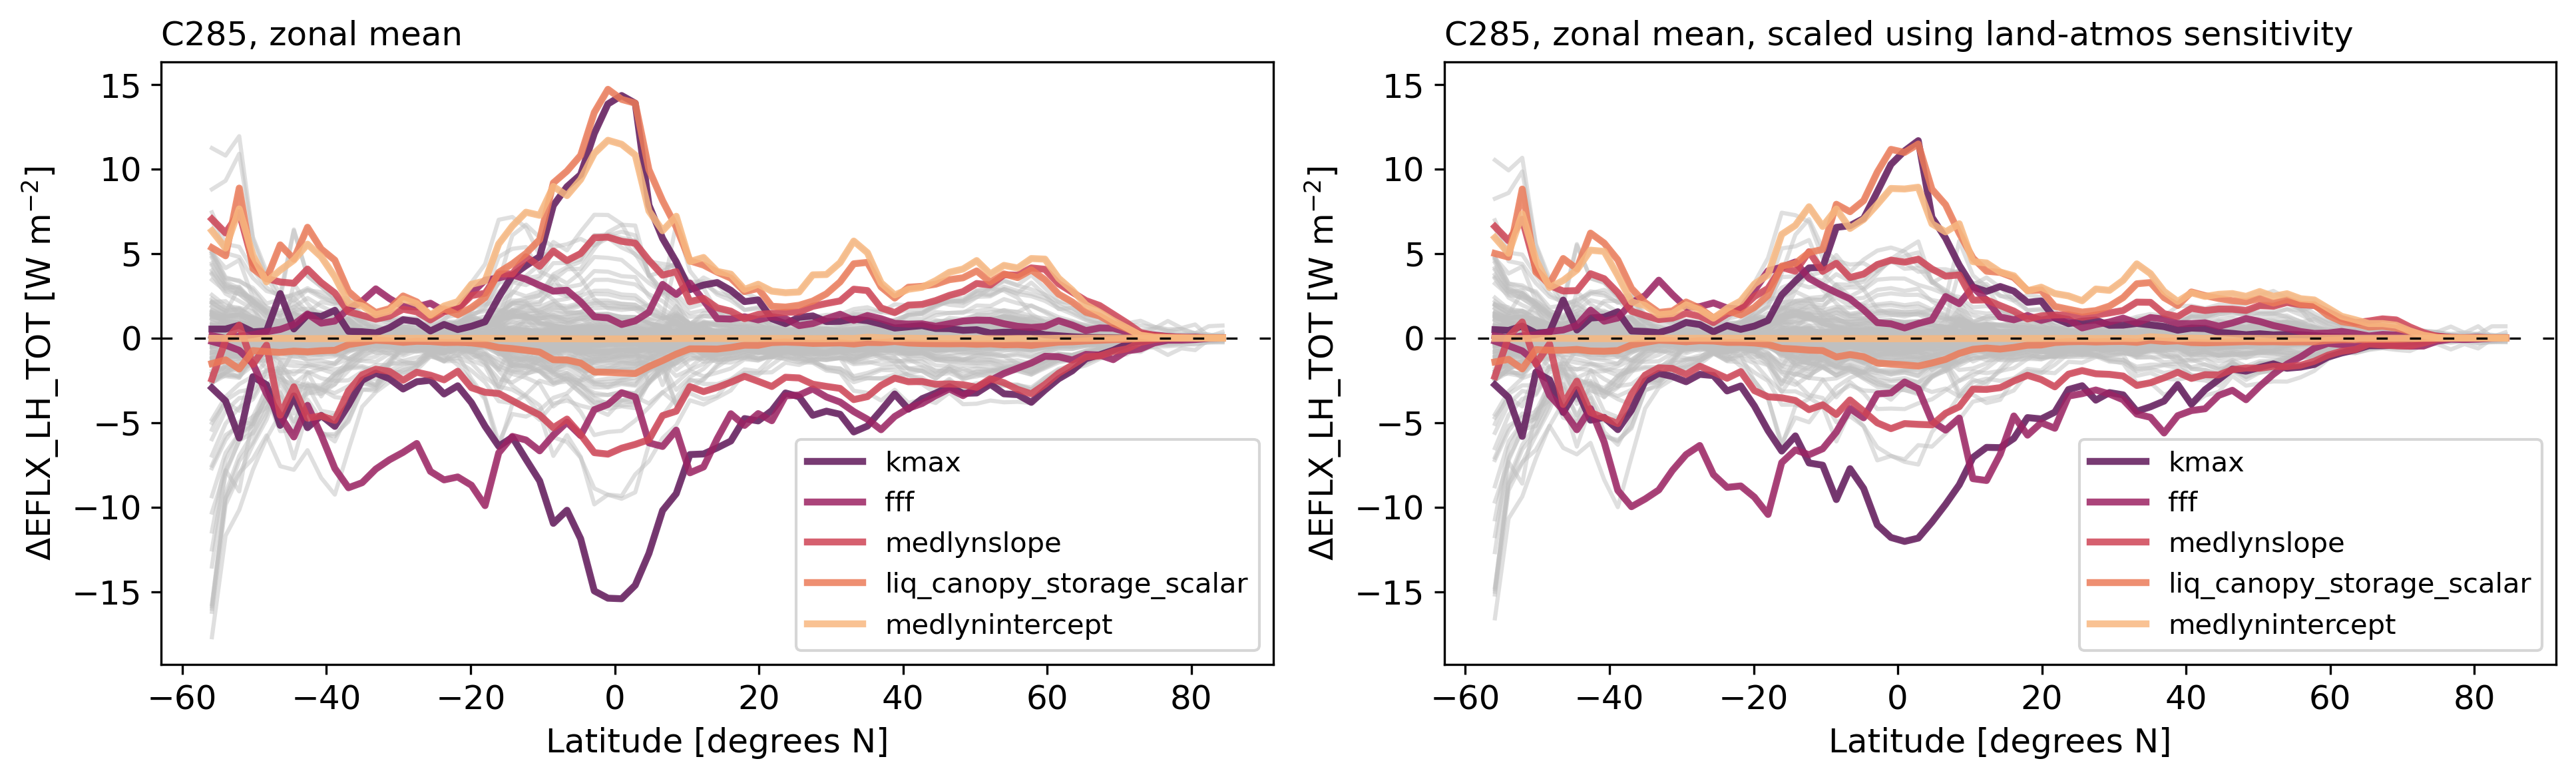 C285, zonal mean
ΔEFLX_LH_TOT [W m⁻²]
15
10
5
0
−5
−10
−15
kmax
fff
medlynslope
liq_canopy_storage_scalar
medlynintercept
−60
−40
−20
0
20
40
60
80
Latitude [degrees N]
C285, zonal mean, scaled using land-atmos sensitivity
ΔEFLX_LH_TOT [W m⁻²]
15
10
5
0
−5
−10
−15
kmax
fff
medlynslope
liq_canopy_storage_scalar
medlynintercept
−60
−40
−20
0
20
40
60
80
Latitude [degrees N]